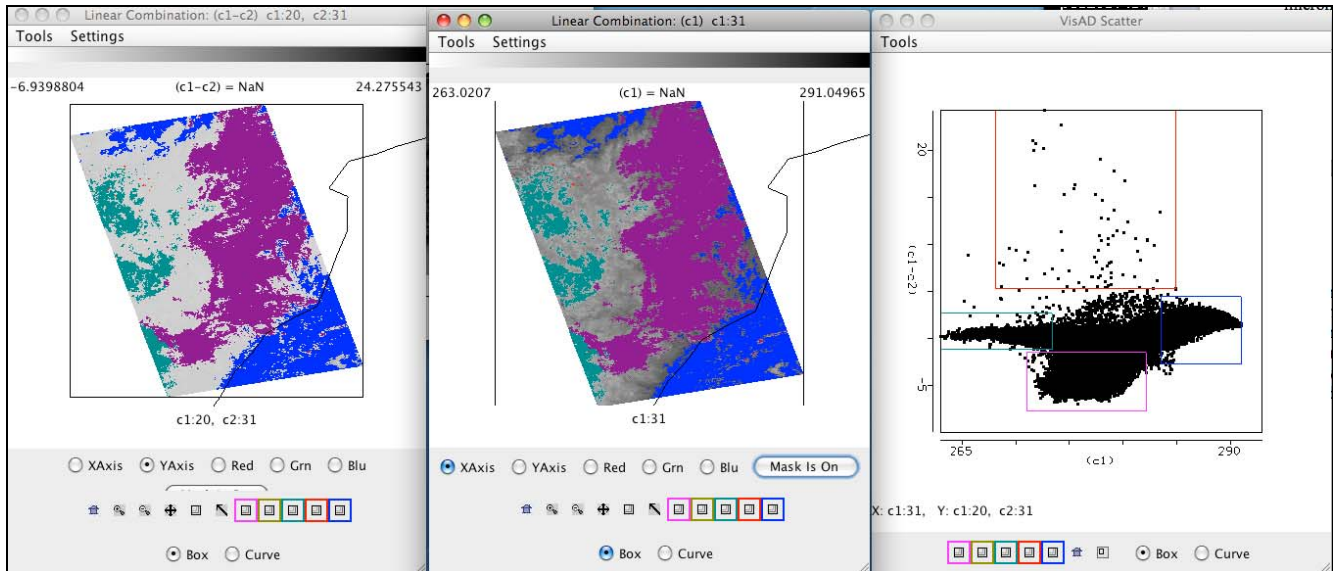 Linear Combination: (c1-c2) c1:20, c2:31
Tools Settings
-6.9398804 (c1-c2) = NaN 24.275543
c1:20, c2:31
XAxis YAxis Red Grn Blu
Box Curve
Linear Combination: (c1) c1:31
Tools Settings
263.0207 (c1) = NaN 291.04965
c1:31
XAxis YAxis Red Grn Blu Mask Is On
Box Curve
VisAD Scatter
Tools
20
(c1-c2)
-5
265 290
(c1)
X: c1:31, Y: c1:20, c2:31
Box Curve